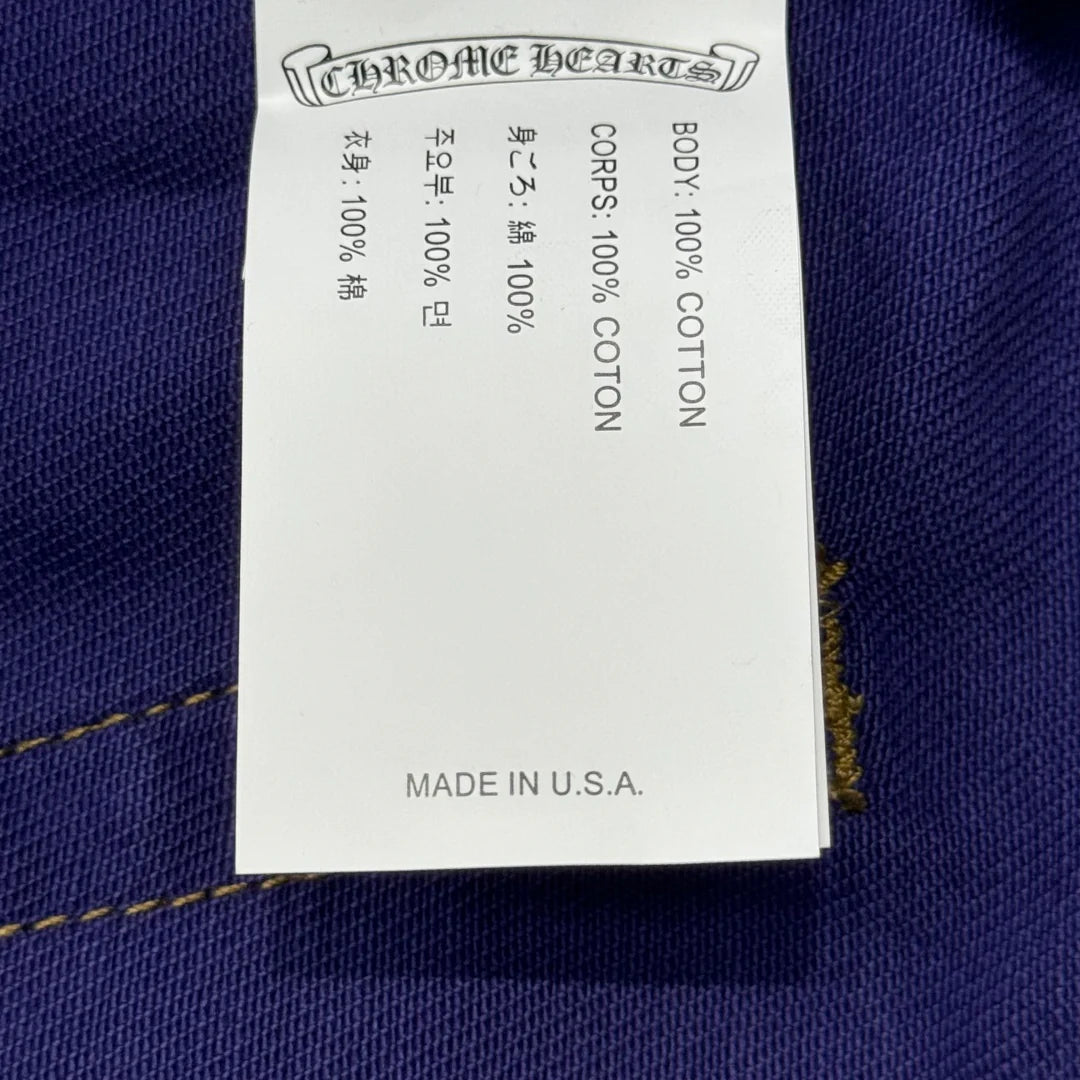 CHROME HEARTS
BODY: 100% COTTON
CORPS: 100% COTON
身ごろ: 綿 100%
주요부: 100% 면
衣身: 100% 棉
MADE IN U.S.A.